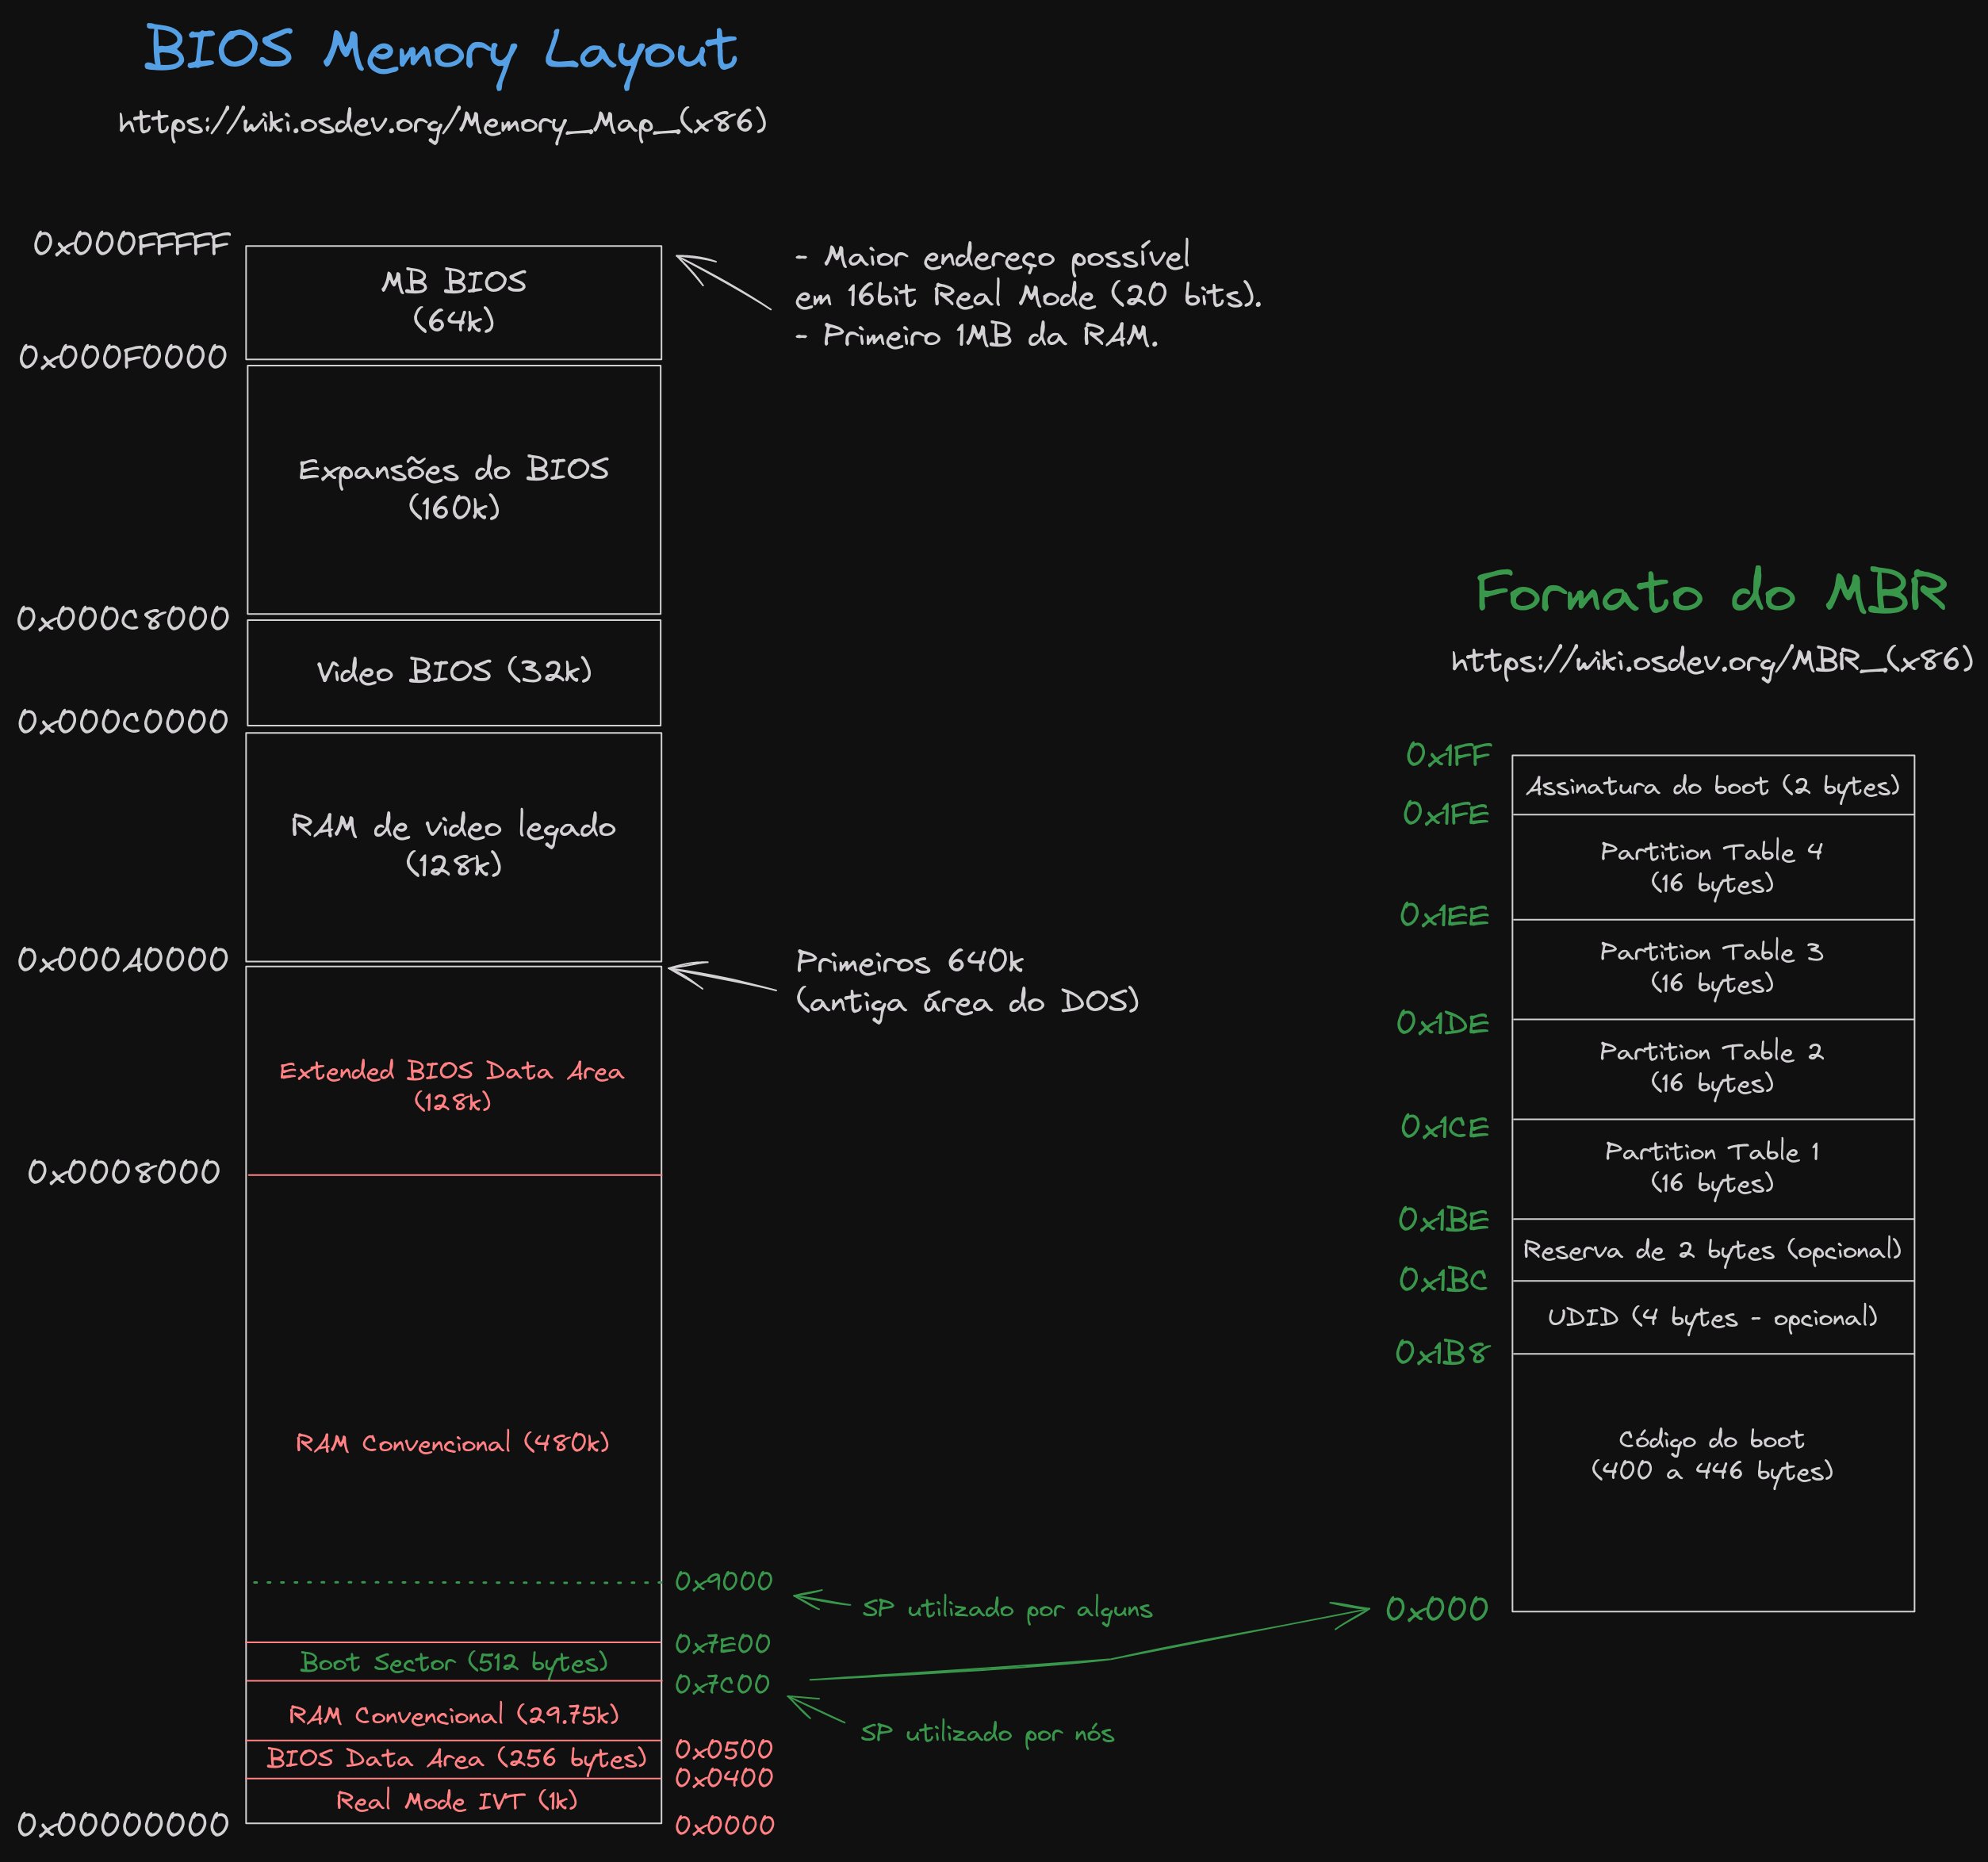 BIOS Memory Layout
https://wiki.osdev.org/Memory_Map_(x86)
0x000FFFFF
MB BIOS
(64k)
- Maior endereço possível
em 16bit Real Mode (20 bits).
- Primeiro 1MB da RAM.
0x000F0000
Expansões do BIOS
(160k)
0x000C8000
Video BIOS (32k)
0x000C0000
RAM de video legado
(128k)
0x000A0000
Primeiros 640k
(antiga área do DOS)
Extended BIOS Data Area
(128k)
0x0008000
RAM Convencional (480k)
0x9000
SP utilizado por alguns
0x7E00
Boot Sector (512 bytes)
0x7C00
SP utilizado por nós
RAM Convencional (29.75k)
0x0500
BIOS Data Area (256 bytes)
0x0400
Real Mode IVT (1k)
0x00000000
0x0000
Formato do MBR
https://wiki.osdev.org/MBR_(x86)
0x1FF
Assinatura do boot (2 bytes)
0x1FE
Partition Table 4
(16 bytes)
0x1EE
Partition Table 3
(16 bytes)
0x1DE
Partition Table 2
(16 bytes)
0x1CE
Partition Table 1
(16 bytes)
0x1BE
Reserva de 2 bytes (opcional)
0x1BC
UDID (4 bytes - opcional)
0x1B8
Código do boot
(400 a 446 bytes)
0x000